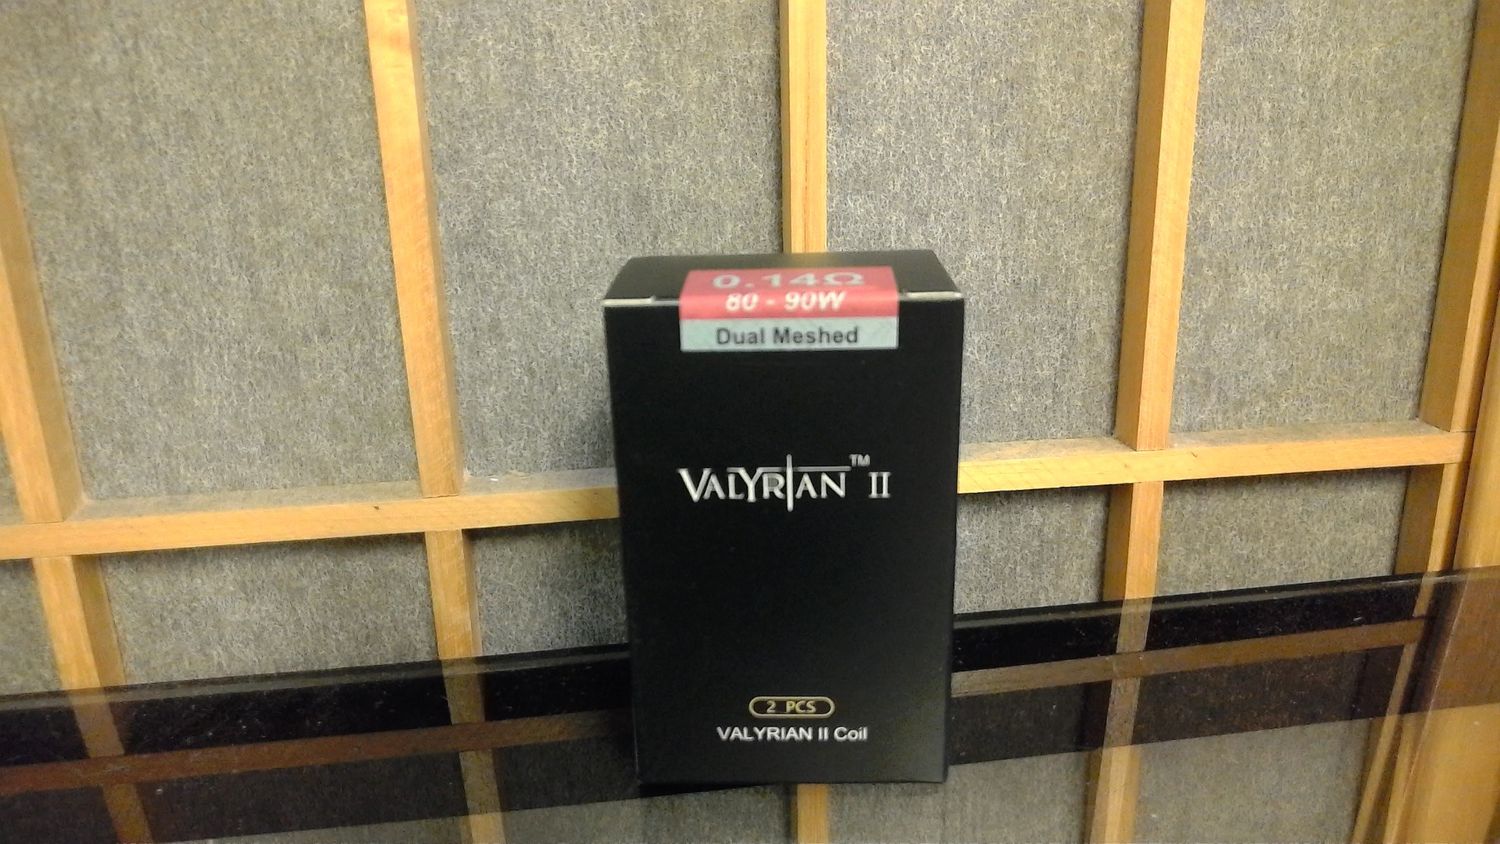 0.14Ω
80 - 90W
Dual Meshed
VALYRIAN™ II
2 PCS
VALYRIAN II Coil